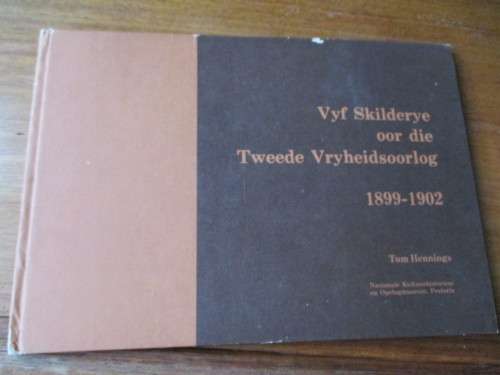 Vyf Skilderye
oor die
Tweede Vryheidsoorlog
1899-1902
Tom Hennings
Nasionale Kultuurhistoriese
en Opelugmuseum, Pretoria